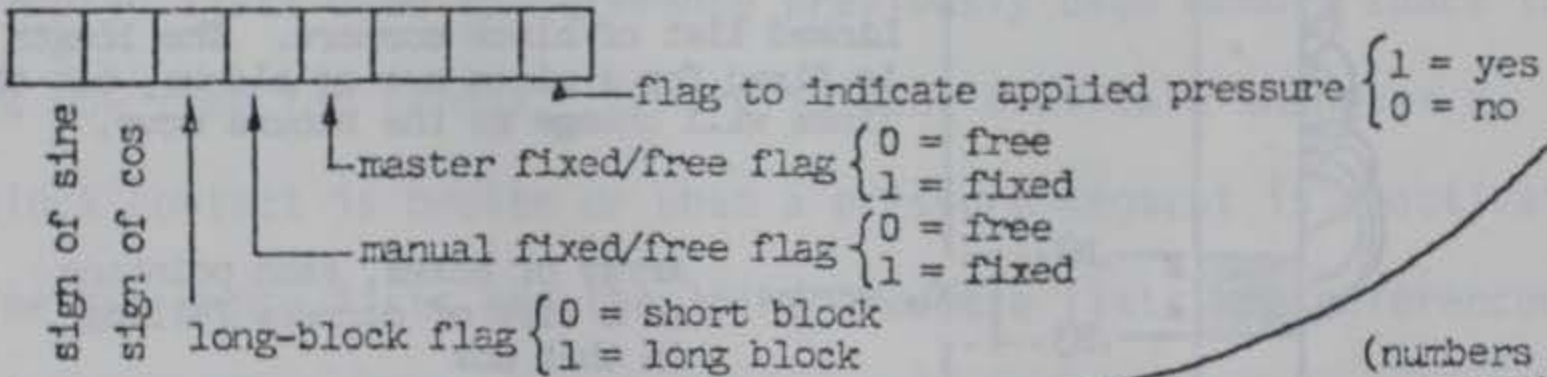 flag to indicate applied pressure { 1 = yes
0 = no
master fixed/free flag { 0 = free
1 = fixed
manual fixed/free flag { 0 = free
1 = fixed
long-block flag { 0 = short block
1 = long block
sign of sine
sign of cos
(numbers